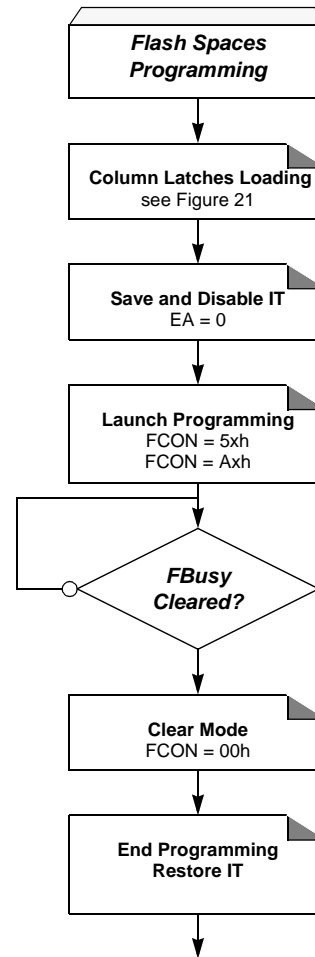 Flash Spaces
Programming
Column Latches Loading
see Figure 21
Save and Disable IT
EA = 0
Launch Programming
FCON = 5xh
FCON = Axh
FBusy
Cleared?
Clear Mode
FCON = 00h
End Programming
Restore IT